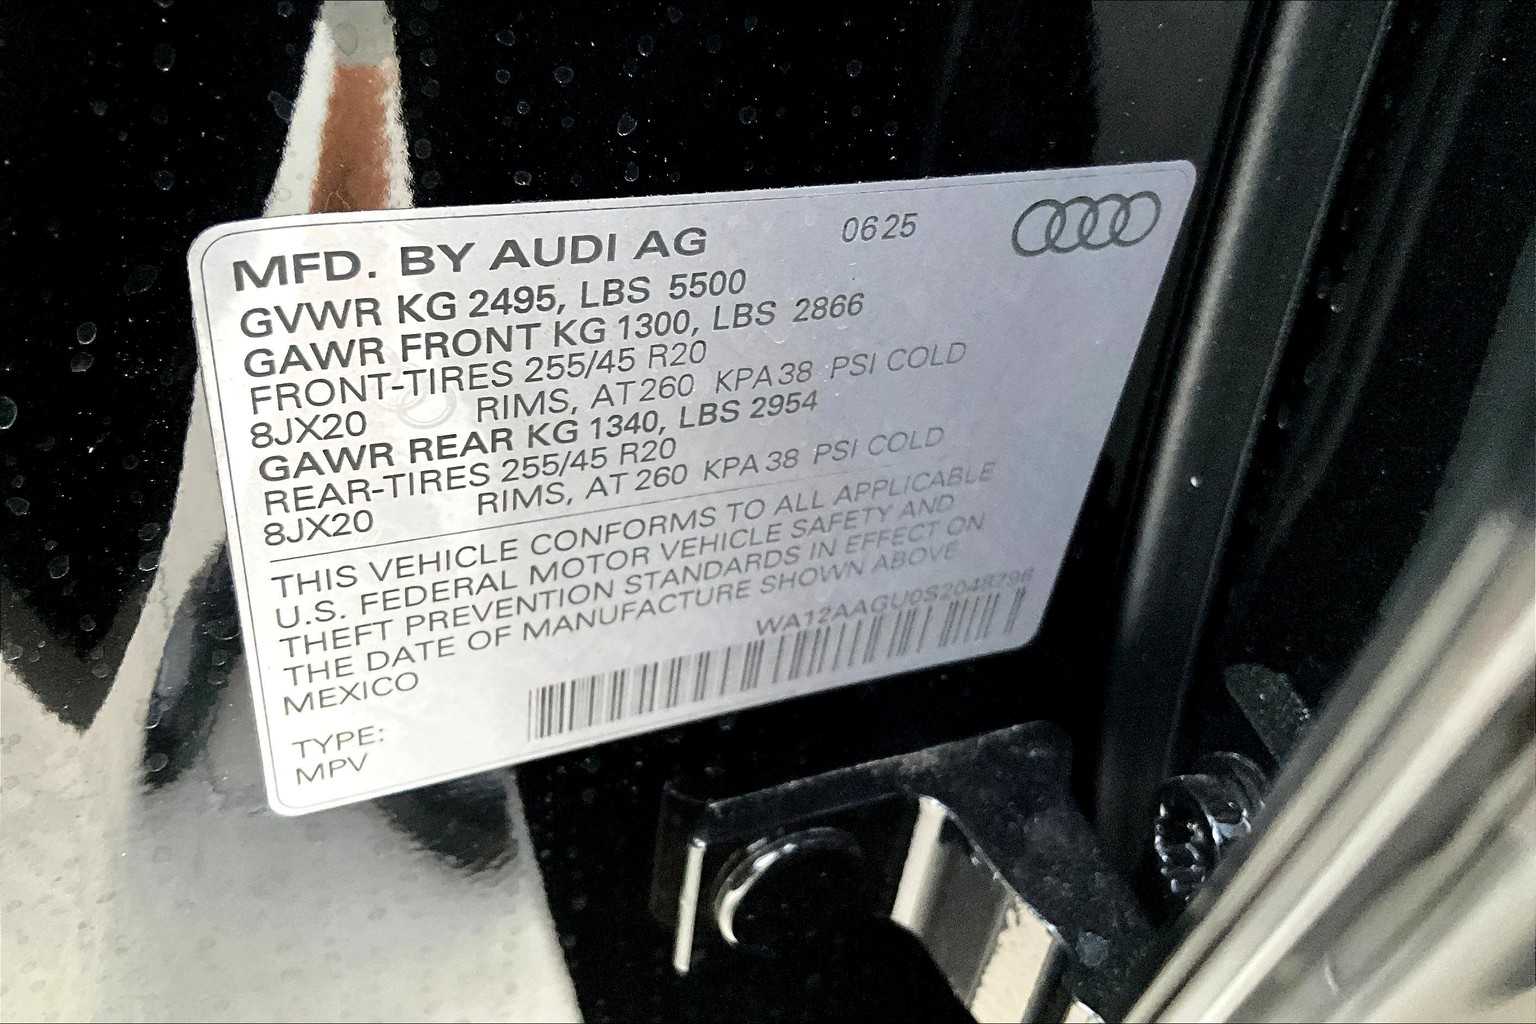 MFD. BY AUDI AG 0625
GVWR KG 2495, LBS 5500
GAWR FRONT KG 1300, LBS 2866
FRONT-TIRES 255/45 R20
8JX20 RIMS, AT 260 KPA 38 PSI COLD
GAWR REAR KG 1340, LBS 2954
REAR-TIRES 255/45 R20
8JX20 RIMS, AT 260 KPA 38 PSI COLD
THIS VEHICLE CONFORMS TO ALL APPLICABLE
U.S. FEDERAL MOTOR VEHICLE SAFETY AND
THEFT PREVENTION STANDARDS IN EFFECT ON
THE DATE OF MANUFACTURE SHOWN ABOVE
MEXICO
TYPE:
MPV